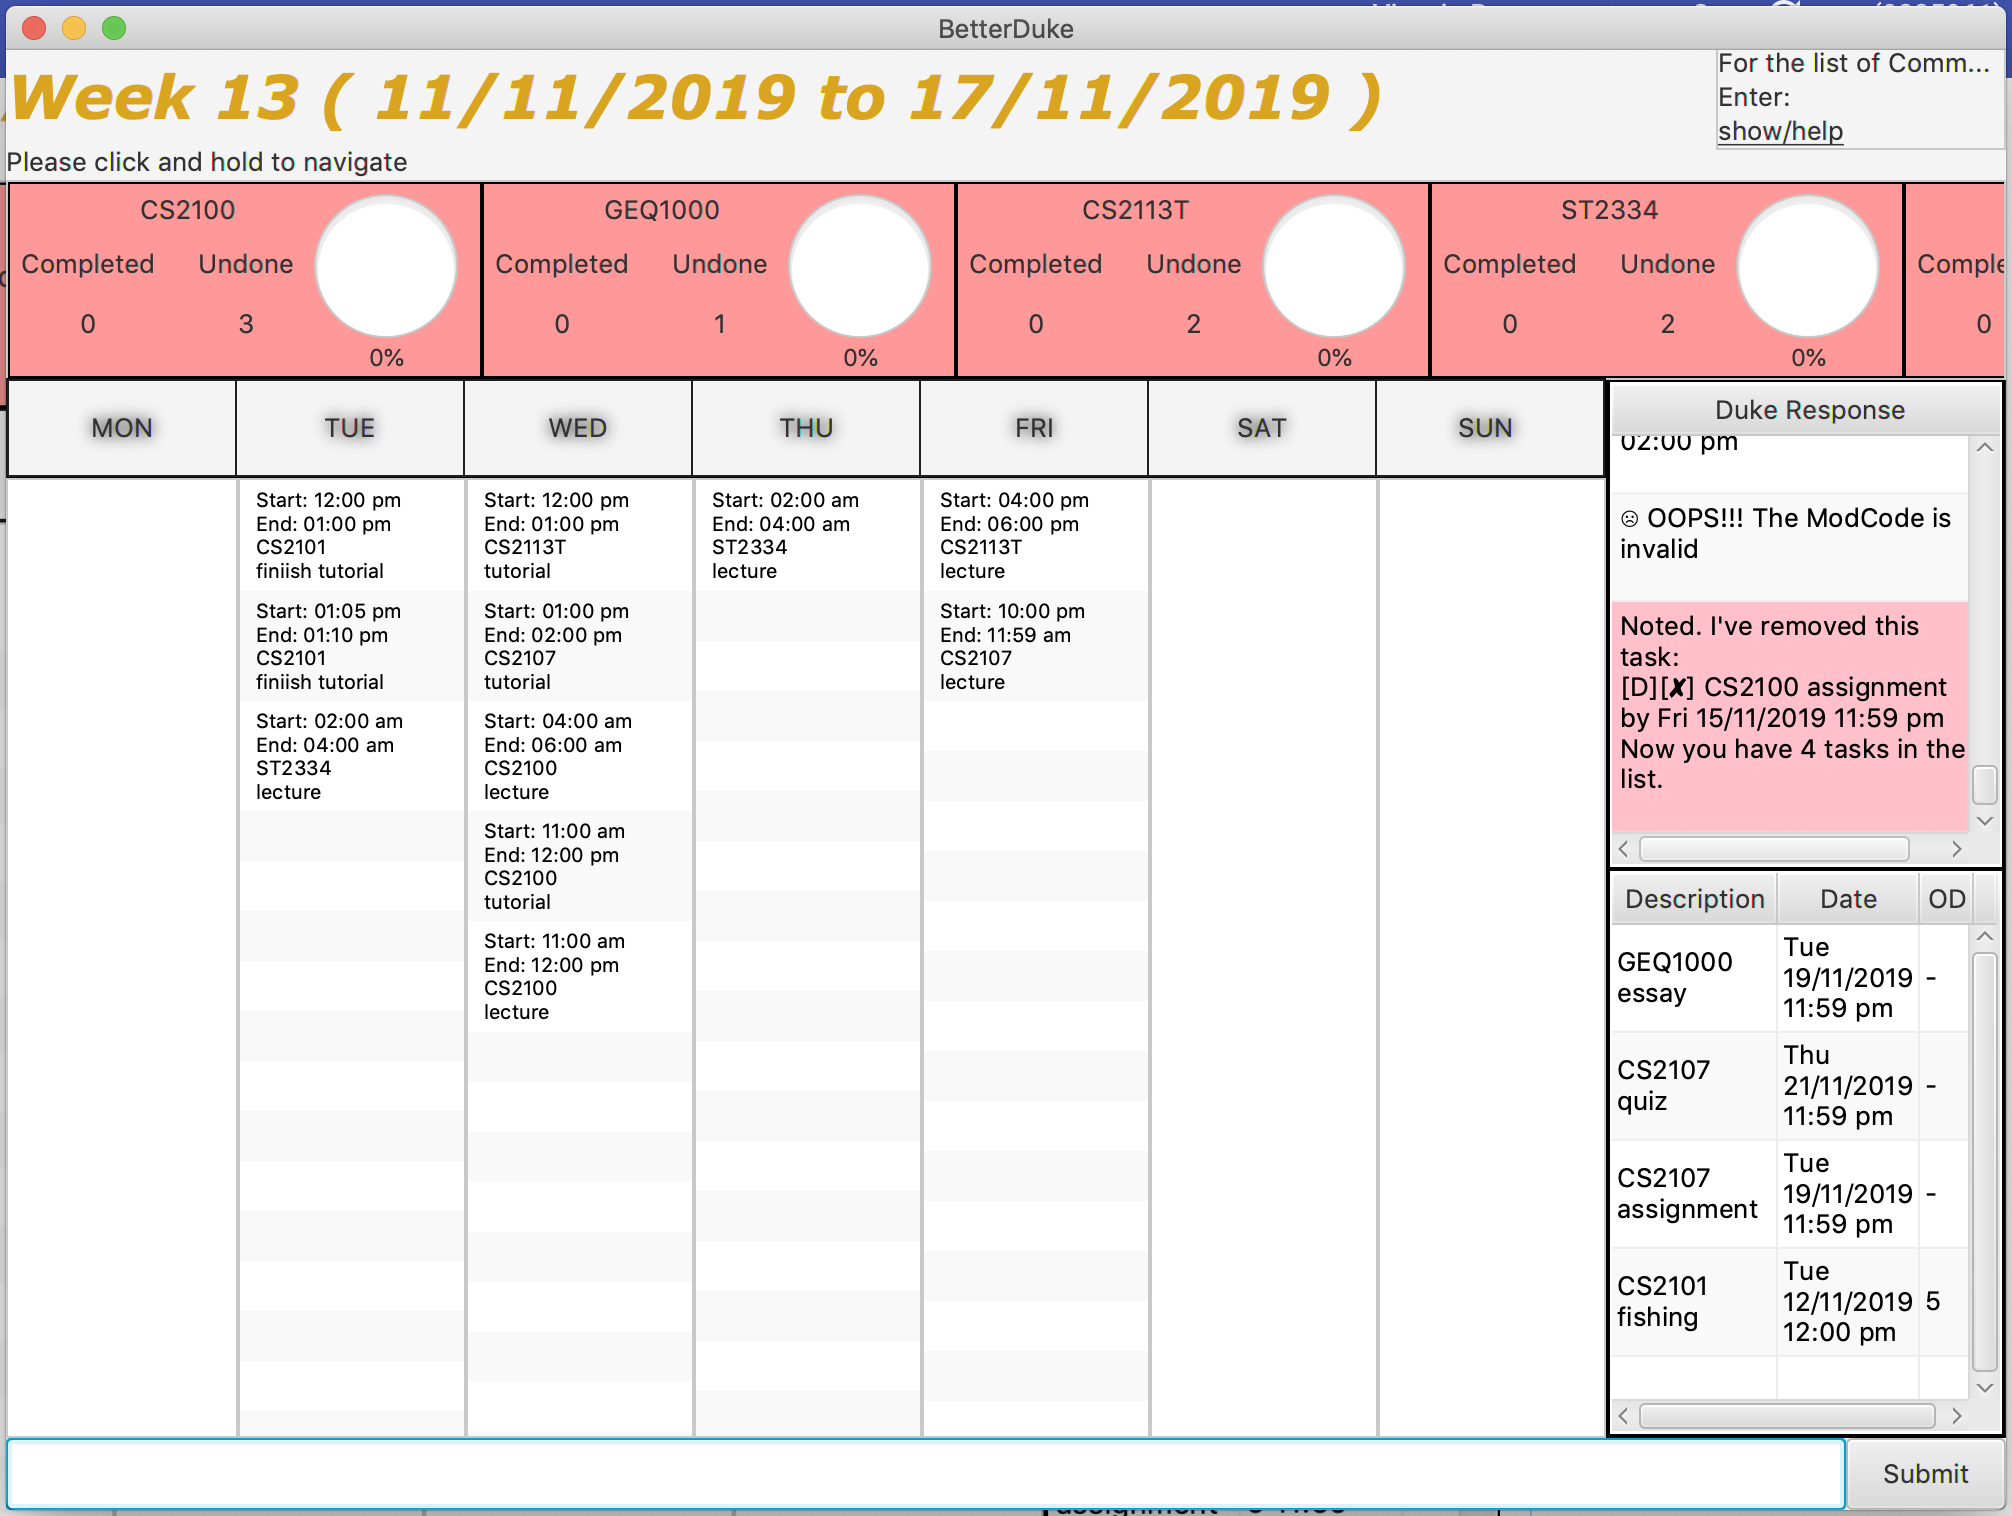 BetterDuke
Week 13 ( 11/11/2019 to 17/11/2019 )
For the list of Comm...
Enter:
show/help
Please click and hold to navigate
CS2100
Completed Undone
0 3
0%
GEQ1000
Completed Undone
0 1
0%
CS2113T
Completed Undone
0 2
0%
ST2334
Completed Undone
0 2
0%
Comple
0
MON TUE WED THU FRI SAT SUN
Start: 12:00 pm
End: 01:00 pm
CS2101
finiish tutorial
Start: 01:05 pm
End: 01:10 pm
CS2101
finiish tutorial
Start: 02:00 am
End: 04:00 am
ST2334
lecture
Start: 12:00 pm
End: 01:00 pm
CS2113T
tutorial
Start: 01:00 pm
End: 02:00 pm
CS2107
tutorial
Start: 04:00 am
End: 06:00 am
CS2100
lecture
Start: 11:00 am
End: 12:00 pm
CS2100
tutorial
Start: 11:00 am
End: 12:00 pm
CS2100
lecture
Start: 02:00 am
End: 04:00 am
ST2334
lecture
Start: 04:00 pm
End: 06:00 pm
CS2113T
lecture
Start: 10:00 pm
End: 11:59 am
CS2107
lecture
Duke Response
02:00 pm
☹ OOPS!!! The ModCode is
invalid
Noted. I've removed this
task:
[D][✘] CS2100 assignment
by Fri 15/11/2019 11:59 pm
Now you have 4 tasks in the
list.
Description Date OD
GEQ1000
essay
Tue
19/11/2019
11:59 pm
-
CS2107
quiz
Thu
21/11/2019
11:59 pm
-
CS2107
assignment
Tue
19/11/2019
11:59 pm
-
CS2101
fishing
Tue
12/11/2019
12:00 pm
5
Submit